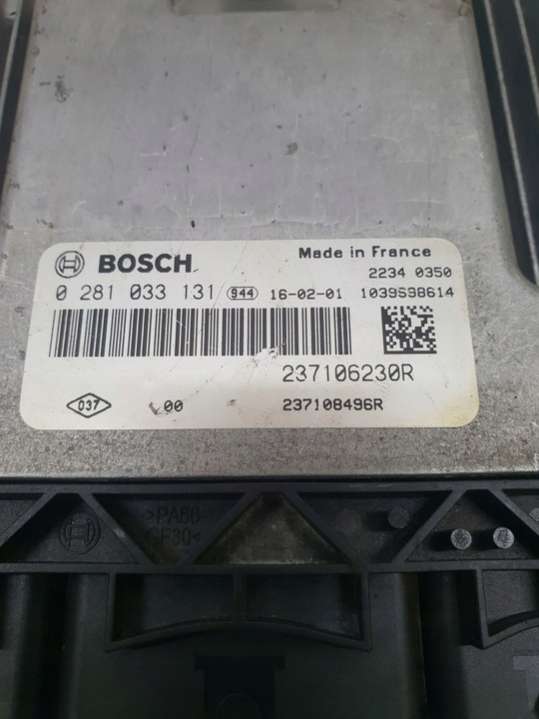 BOSCH
Made in France
2234 0350
0 281 033 131 944 16-02-01 1039S98614
237106230R
037 00 237108496R
>PA66-
GF30<